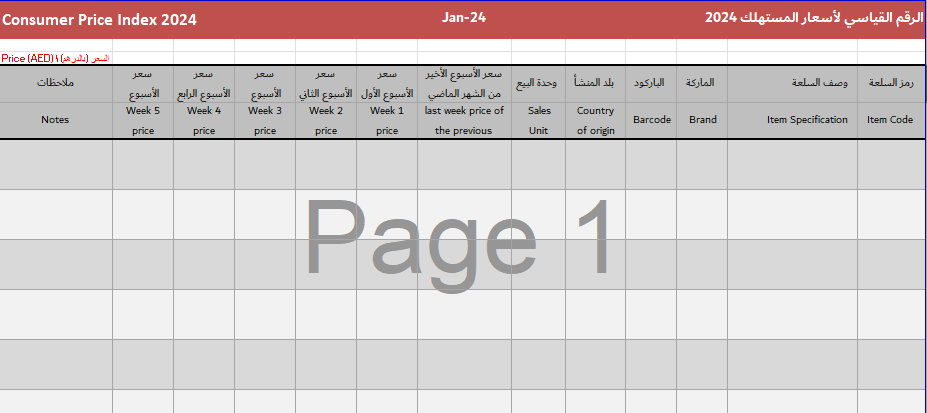 الرقم القياسي لأسعار المستهلك 2024
Jan-24
Consumer Price Index 2024
Price (AED) / السعر (بالدرهم)
رمز السلعة
وصف السلعة
الماركة
الباركود
بلد المنشأ
وحدة البيع
سعر الأسبوع الأخير
من الشهر الماضي
سعر
الأسبوع الأول
سعر
الأسبوع الثاني
سعر
الأسبوع
سعر
الأسبوع الرابع
سعر
الأسبوع
ملاحظات
Item Code
Item Specification
Brand
Barcode
Country
of origin
Sales
Unit
last week price of
the previous
Week 1
price
Week 2
price
Week 3
price
Week 4
price
Week 5
price
Notes
Page 1